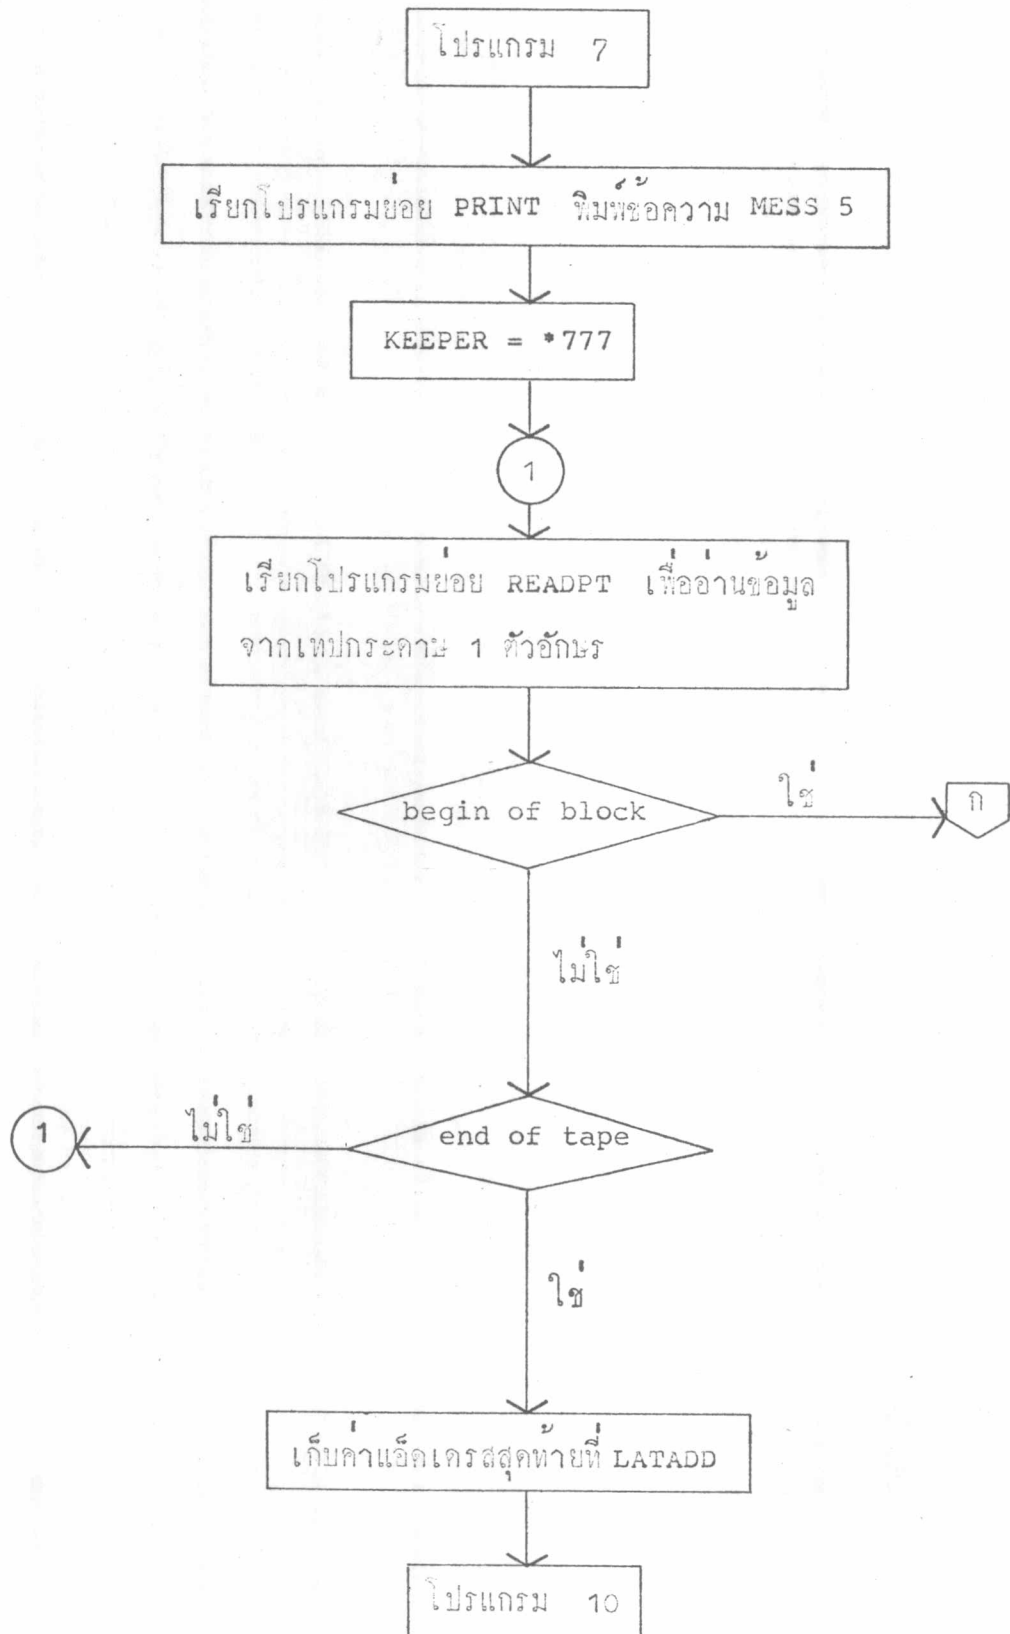 โปรแกรม 7
เรียกโปรแกรมย่อย PRINT พิมพ์ข้อความ MESS 5
KEEPER = *777
1
เรียกโปรแกรมย่อย READPT เพื่ออ่านข้อมูล
จากเทปกระดาษ 1 ตัวอักษร
begin of block
ใช่
ก
ไม่ใช่
1
ไม่ใช่
end of tape
ใช่
เก็บค่าแอ็ดเดรสสุดท้ายที่ LATADD
โปรแกรม 10